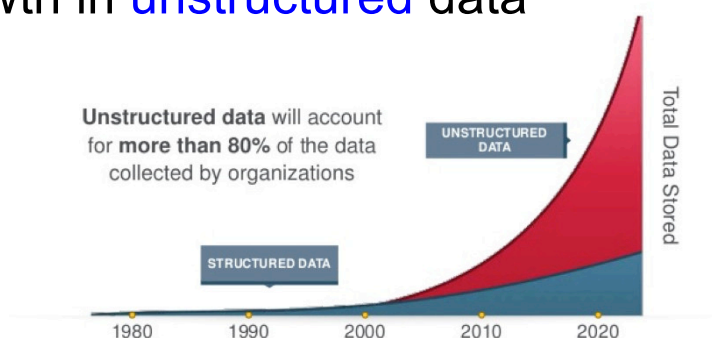 in unstructured data
Unstructured data will account
for more than 80% of the data
collected by organizations
UNSTRUCTURED
DATA
STRUCTURED DATA
Total Data Stored
1980 1990 2000 2010 2020